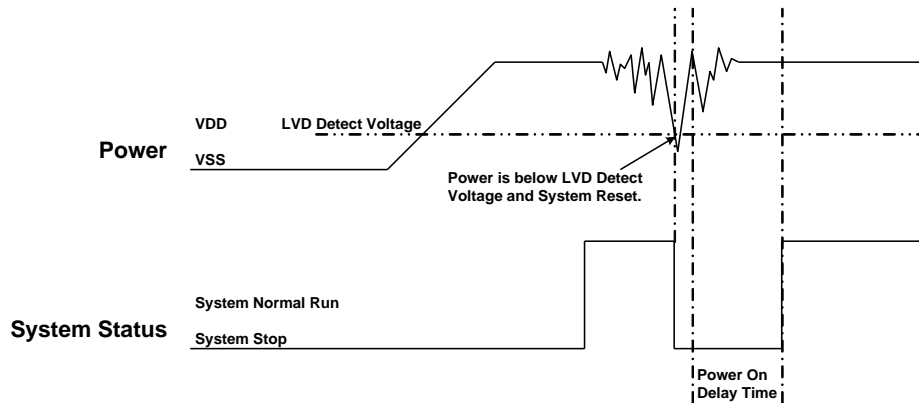 VDD
LVD Detect Voltage
Power
VSS
Power is below LVD Detect
Voltage and System Reset.
System Normal Run
System Status
System Stop
Power On
Delay Time